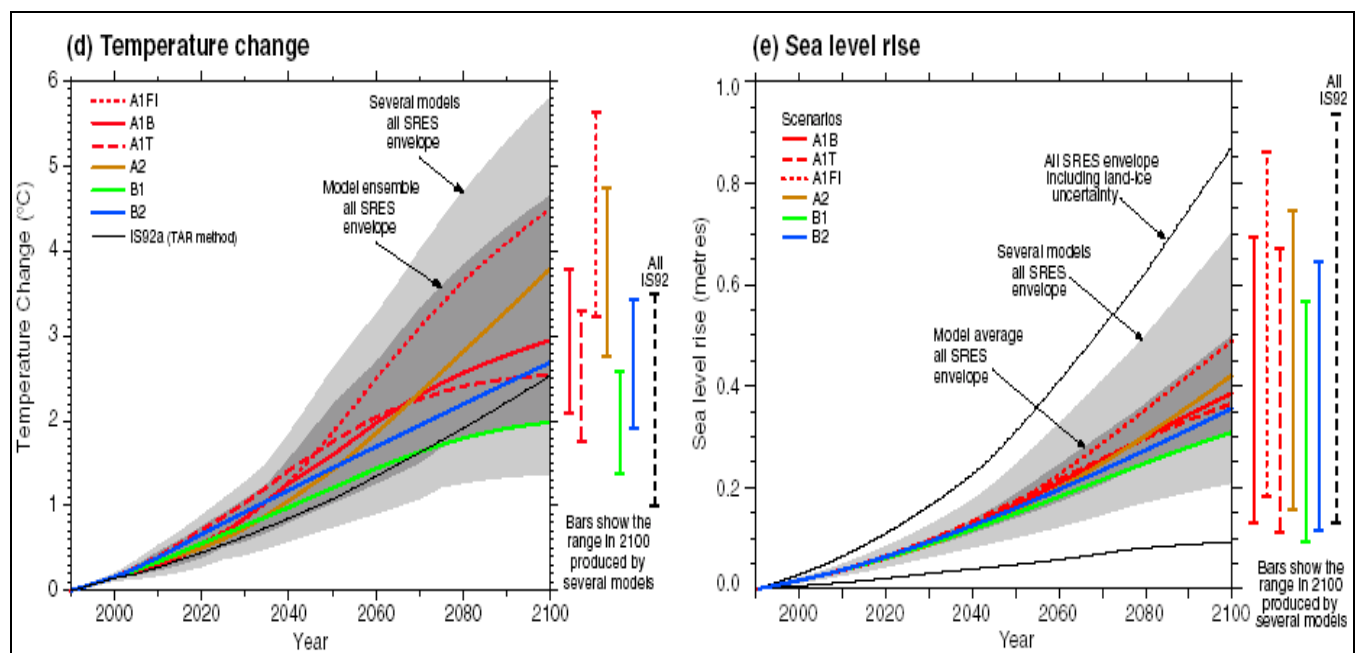 (d) Temperature change
6
5
4
3
2
1
0
Temperature Change (°C)
A1FI
A1B
A1T
A2
B1
B2
IS92a (TAR method)
Several models
all SRES
envelope
Model ensemble
all SRES
envelope
All
IS92
Bars show the
range in 2100
produced by
several models
2000 2020 2040 2060 2080 2100
Year
(e) Sea level rise
1.0
0.8
0.6
0.4
0.2
0.0
Sea level rise (metres)
Scenarios
A1B
A1T
A1FI
A2
B1
B2
All SRES envelope
including land-ice
uncertainty
Several models
all SRES
envelope
Model average
all SRES
envelope
All
IS92
Bars show the
range in 2100
produced by
several models
2000 2020 2040 2060 2080 2100
Year